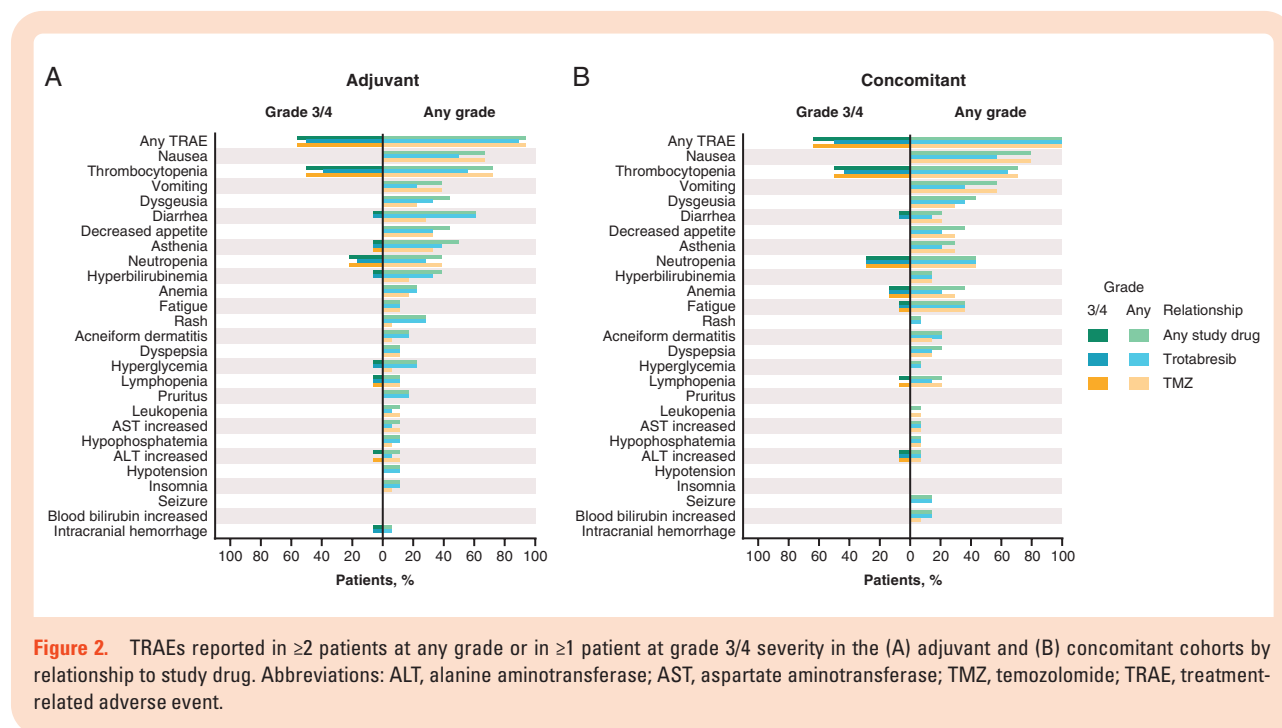 A
Adjuvant
Grade 3/4 Any grade
Any TRAE
Nausea
Thrombocytopenia
Vomiting
Dysgeusia
Diarrhea
Decreased appetite
Asthenia
Neutropenia
Hyperbilirubinemia
Anemia
Fatigue
Rash
Acneiform dermatitis
Dyspepsia
Hyperglycemia
Lymphopenia
Pruritus
Leukopenia
AST increased
Hypophosphatemia
ALT increased
Hypotension
Insomnia
Seizure
Blood bilirubin increased
Intracranial hemorrhage
100 80 60 40 20 0 20 40 60 80 100
Patients, %
B
Concomitant
Grade 3/4 Any grade
Any TRAE
Nausea
Thrombocytopenia
Vomiting
Dysgeusia
Diarrhea
Decreased appetite
Asthenia
Neutropenia
Hyperbilirubinemia
Anemia
Fatigue
Rash
Acneiform dermatitis
Dyspepsia
Hyperglycemia
Lymphopenia
Pruritus
Leukopenia
AST increased
Hypophosphatemia
ALT increased
Hypotension
Insomnia
Seizure
Blood bilirubin increased
Intracranial hemorrhage
100 80 60 40 20 0 20 40 60 80 100
Patients, %
Grade
3/4 Any Relationship
Any study drug
Trotabresib
TMZ
Figure 2. TRAEs reported in ≥2 patients at any grade or in ≥1 patient at grade 3/4 severity in the (A) adjuvant and (B) concomitant cohorts by
relationship to study drug. Abbreviations: ALT, alanine aminotransferase; AST, aspartate aminotransferase; TMZ, temozolomide; TRAE, treatment-
related adverse event.